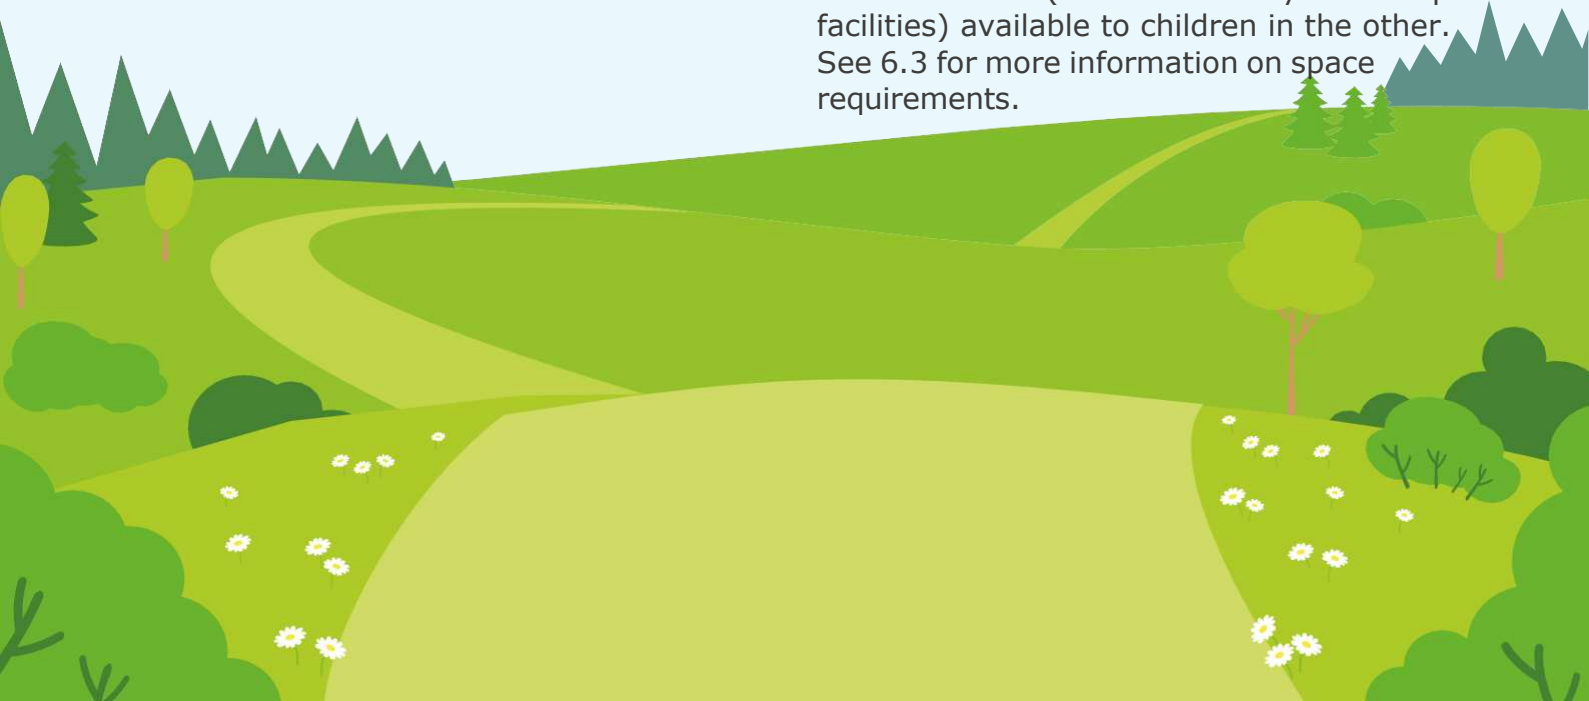 facilities) available to children in the other.
See 6.3 for more information on space
requirements.